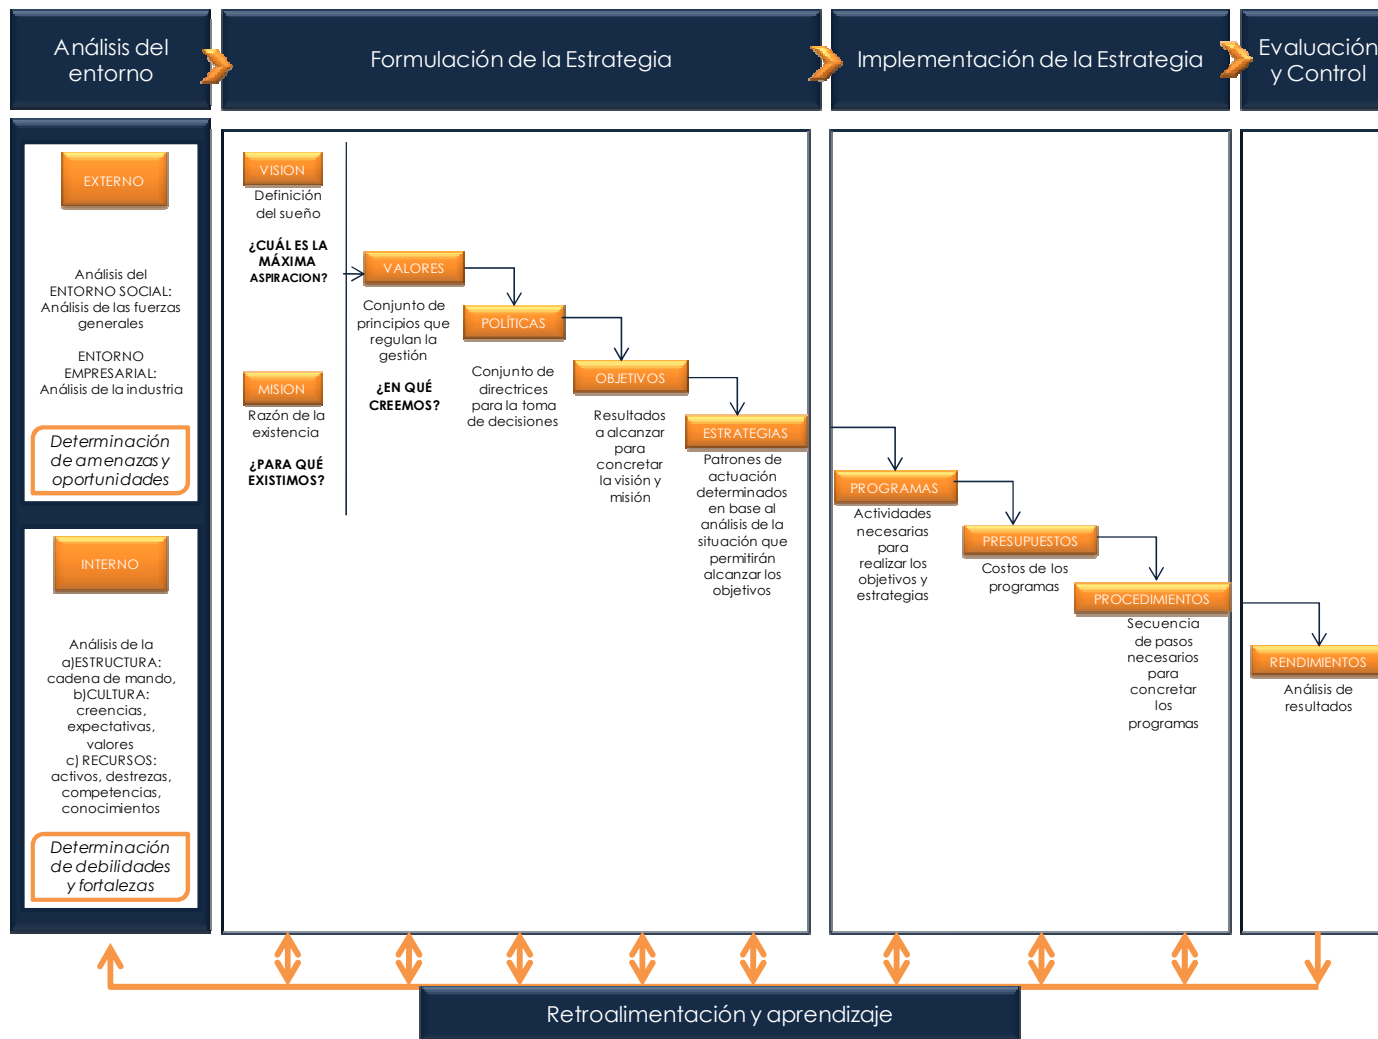 Análisis del
entorno
Formulación de la Estrategia
Implementación de la Estrategia
Evaluación
y Control
EXTERNO
Análisis del
ENTORNO SOCIAL:
Análisis de las fuerzas
generales
ENTORNO
EMPRESARIAL:
Análisis de la industria
Determinación
de amenazas y
oportunidades
INTERNO
Análisis de la
a)ESTRUCTURA:
cadena de mando,
b)CULTURA:
creencias,
expectativas,
valores
c) RECURSOS:
activos, destrezas,
competencias,
conocimientos
Determinación
de debilidades
y fortalezas
VISION
Definición
del sueño
¿CUÁL ES LA
MÁXIMA
ASPIRACION?
MISION
Razón de la
existencia
¿PARA QUÉ
EXISTIMOS?
VALORES
Conjunto de
principios que
regulan la
gestión
¿EN QUÉ
CREEMOS?
POLÍTICAS
Conjunto de
directrices
para la toma
de decisiones
OBJETIVOS
Resultados
a alcanzar
para
concretar
la visión y
misión
ESTRATEGIAS
Patrones de
actuación
determinados
en base al
análisis de la
situación que
permitirán
alcanzar los
objetivos
PROGRAMAS
Actividades
necesarias
para
realizar los
objetivos y
estrategias
PRESUPUESTOS
Costos de los
programas
PROCEDIMIENTOS
Secuencia
de pasos
necesarios
para
concretar
los
programas
RENDIMIENTOS
Análisis de
resultados
Retroalimentación y aprendizaje